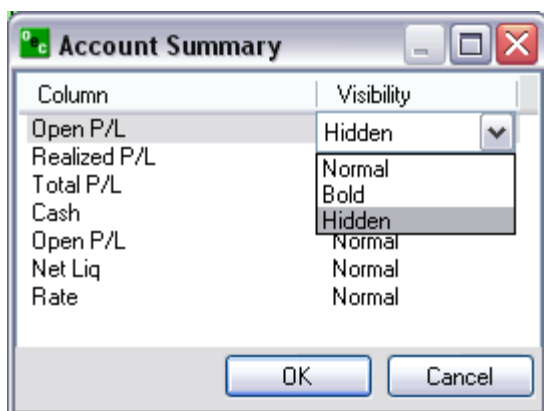 Oec Account Summary
Column Visibility
Open P/L Hidden
Realized P/L Normal
Total P/L Bold
Cash Hidden
Open P/L Normal
Net Liq Normal
Rate Normal
OK Cancel